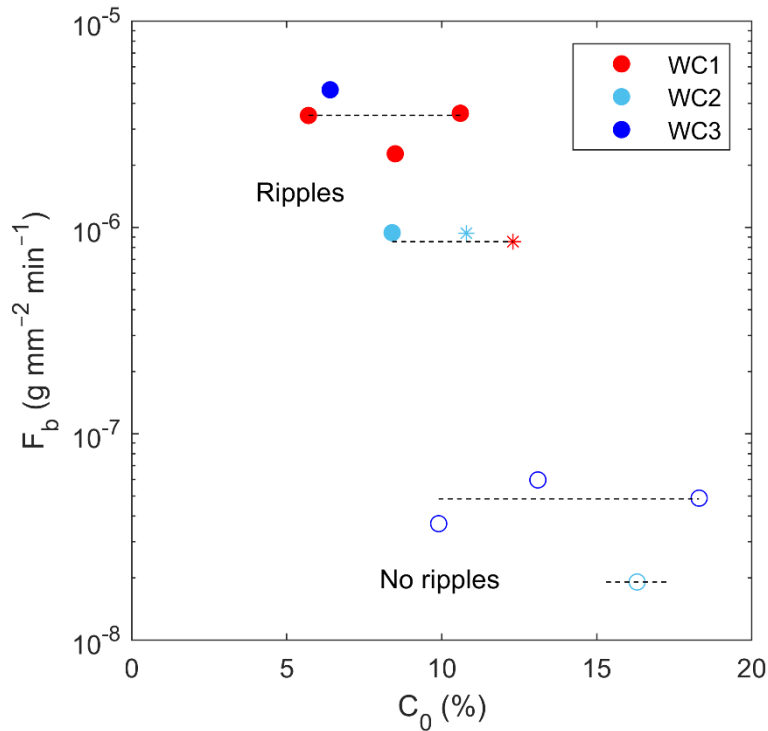 10⁻⁵
WC1
WC2
WC3
Ripples
10⁻⁶
F_b (g mm⁻² min⁻¹)
10⁻⁷
No ripples
10⁻⁸
0 5 10 15 20
C₀ (%)